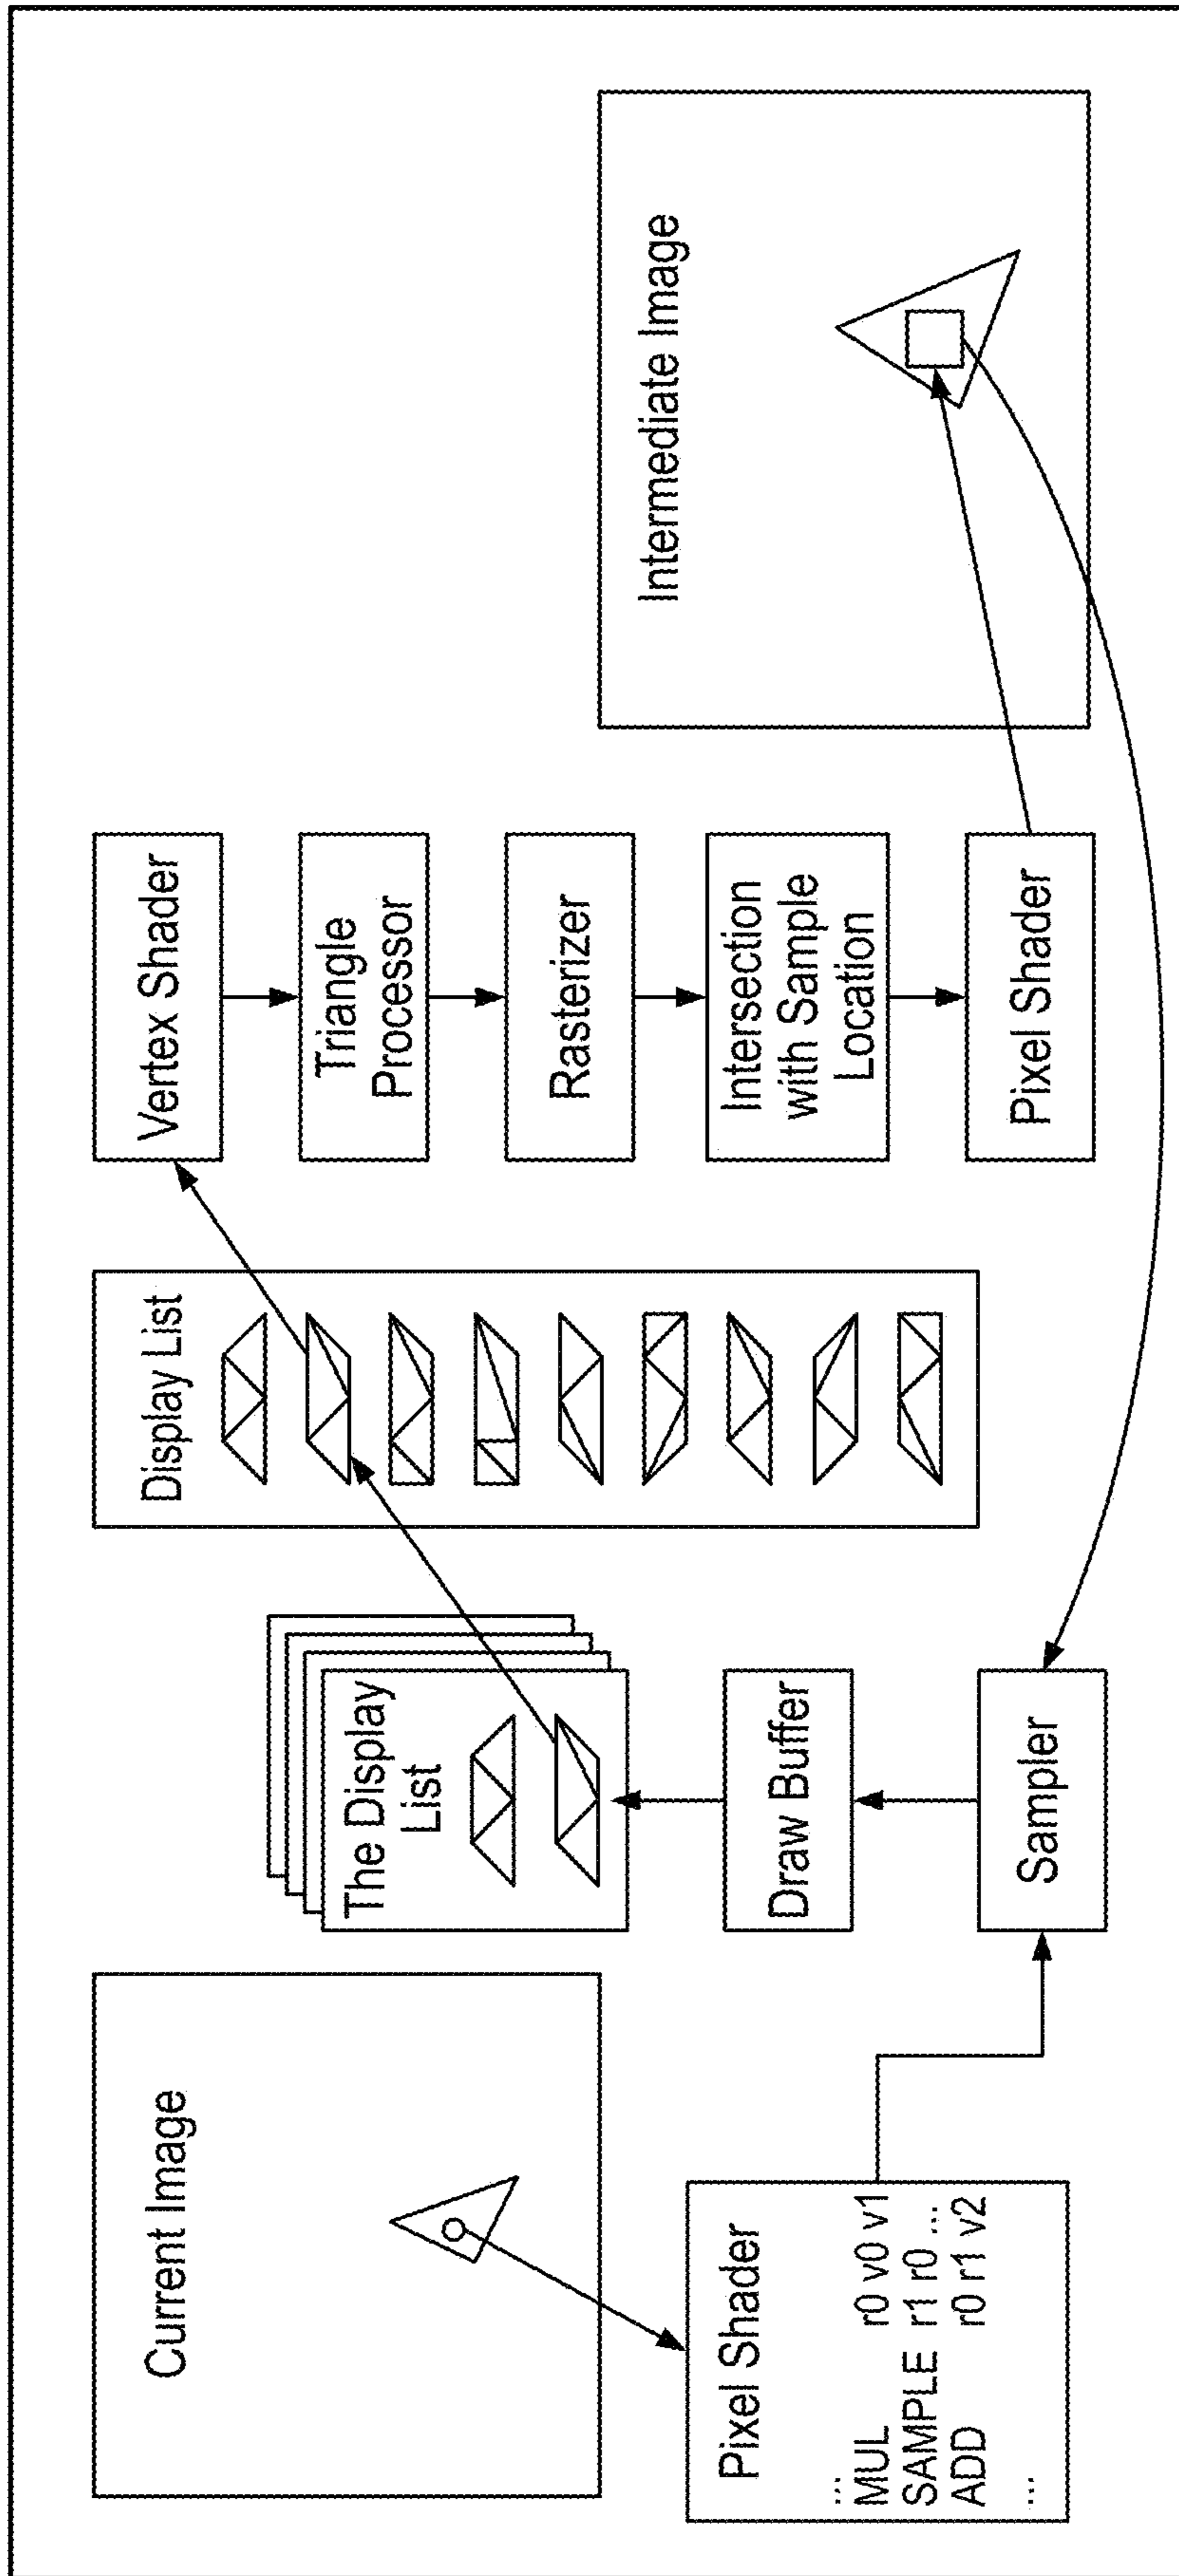 Current Image
Pixel Shader
...
MUL r0 v0 v1
SAMPLE r1 r0 ...
ADD r0 r1 v2
...
The Display
List
Draw Buffer
Sampler
Display List
Vertex Shader
Triangle
Processor
Rasterizer
Intersection
with Sample
Location
Pixel Shader
Intermediate Image